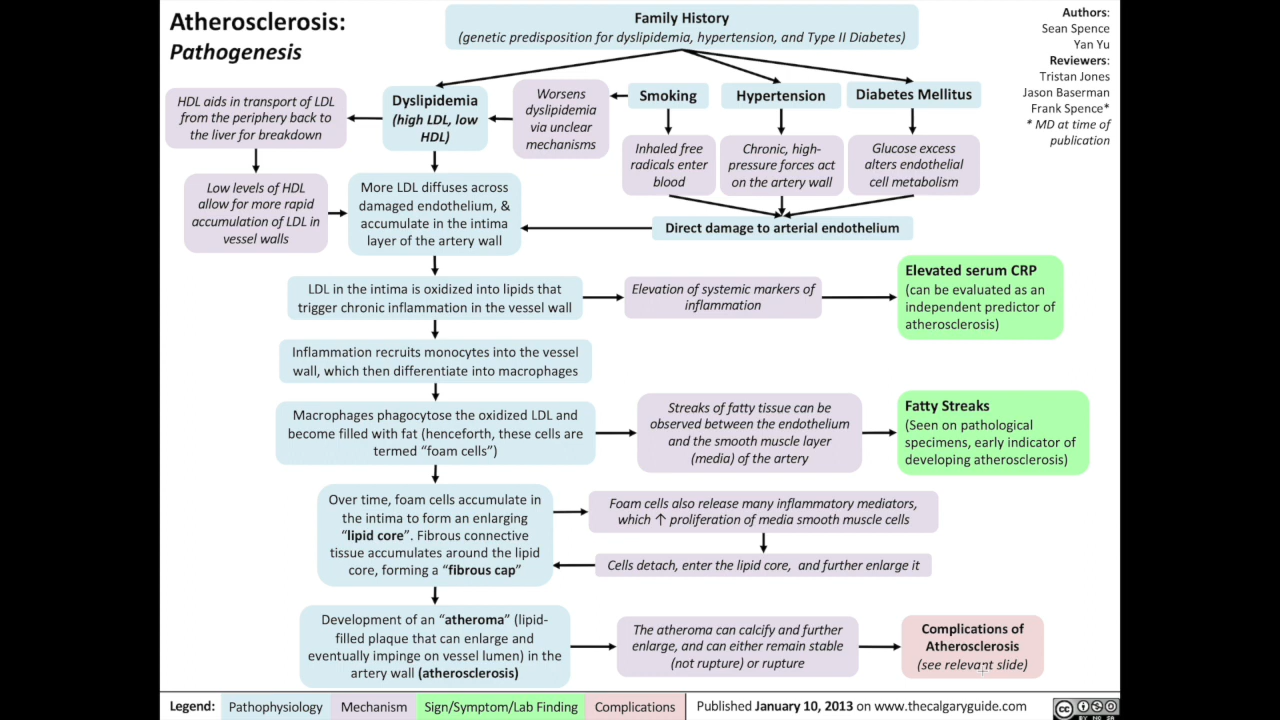 Atherosclerosis:
Pathogenesis
Family History
(genetic predisposition for dyslipidemia, hypertension, and Type II Diabetes)
Authors:
Sean Spence
Yan Yu
Reviewers:
Tristan Jones
Jason Baserman
Frank Spence*
* MD at time of
publication
HDL aids in transport of LDL
from the periphery back to
the liver for breakdown
Dyslipidemia
(high LDL, low
HDL)
Worsens
dyslipidemia
via unclear
mechanisms
Smoking
Hypertension
Diabetes Mellitus
Inhaled free
radicals enter
blood
Chronic, high-
pressure forces act
on the artery wall
Glucose excess
alters endothelial
cell metabolism
Low levels of HDL
allow for more rapid
accumulation of LDL in
vessel walls
More LDL diffuses across
damaged endothelium, &
accumulate in the intima
layer of the artery wall
Direct damage to arterial endothelium
LDL in the intima is oxidized into lipids that
trigger chronic inflammation in the vessel wall
Elevation of systemic markers of
inflammation
Elevated serum CRP
(can be evaluated as an
independent predictor of
atherosclerosis)
Inflammation recruits monocytes into the vessel
wall, which then differentiate into macrophages
Macrophages phagocytose the oxidized LDL and
become filled with fat (henceforth, these cells are
termed “foam cells”)
Streaks of fatty tissue can be
observed between the endothelium
and the smooth muscle layer
(media) of the artery
Fatty Streaks
(Seen on pathological
specimens, early indicator of
developing atherosclerosis)
Over time, foam cells accumulate in
the intima to form an enlarging
“lipid core”. Fibrous connective
tissue accumulates around the lipid
core, forming a “fibrous cap”
Foam cells also release many inflammatory mediators,
which ↑ proliferation of media smooth muscle cells
Cells detach, enter the lipid core, and further enlarge it
Development of an “atheroma” (lipid-
filled plaque that can enlarge and
eventually impinge on vessel lumen) in the
artery wall (atherosclerosis)
The atheroma can calcify and further
enlarge, and can either remain stable
(not rupture) or rupture
Complications of
Atherosclerosis
(see relevant slide)
Legend: Pathophysiology Mechanism Sign/Symptom/Lab Finding Complications Published January 10, 2013 on www.thecalgaryguide.com
cc
BY NC SA